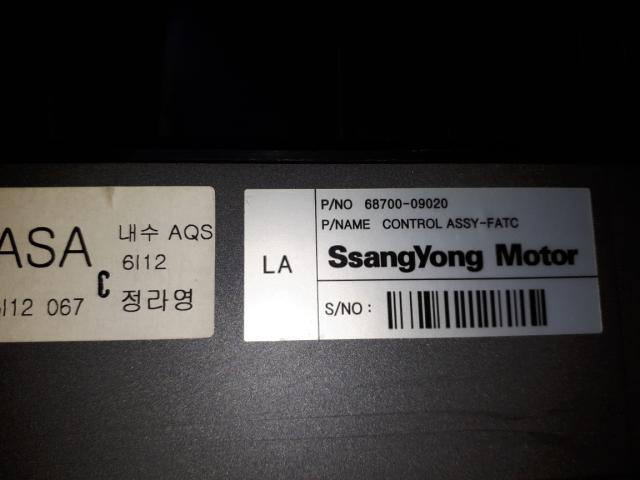 ASA
내수 AQS
6I12
C
6I12 067
정라영
LA
P/NO 68700-09020
P/NAME CONTROL ASSY-FATC
SsangYong Motor
S/NO :